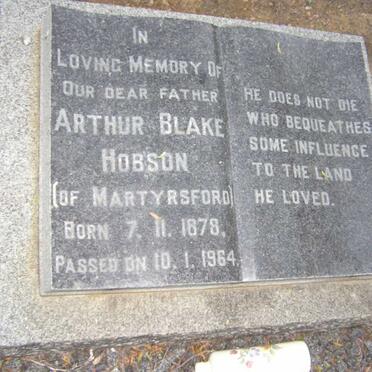 IN
LOVING MEMORY OF
OUR DEAR FATHER
ARTHUR BLAKE
HOBSON
(OF MARTYRSFORD)
BORN 7. 11. 1878.
PASSED ON 10. 1. 1964.
HE DOES NOT DIE
WHO BEQUEATHES
SOME INFLUENCE
TO THE LAND
HE LOVED.